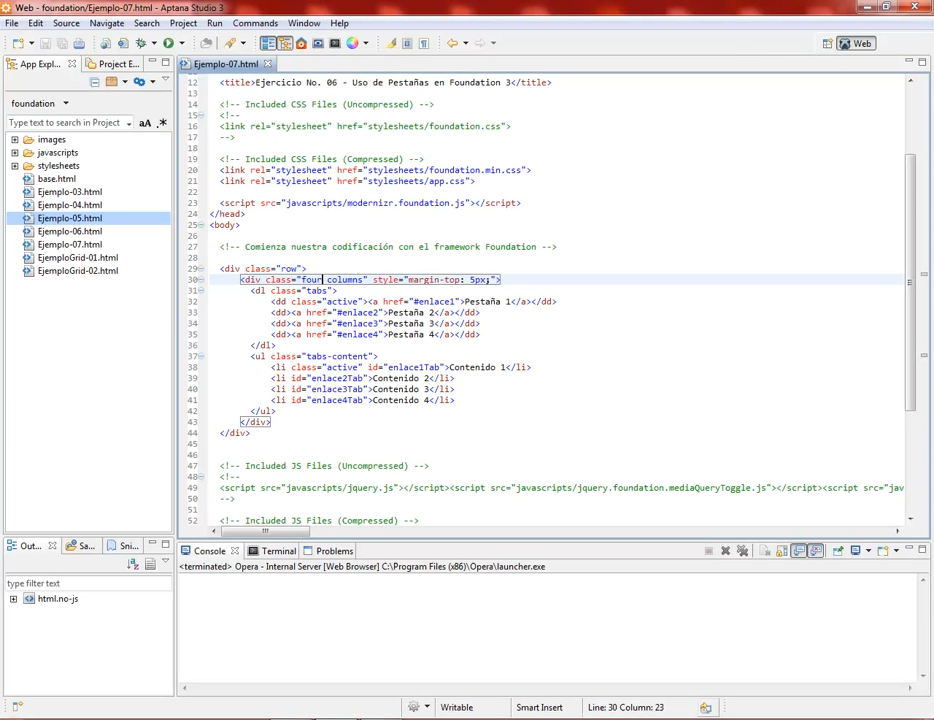 Web - foundation/Ejemplo-07.html - Aptana Studio 3
File Edit Source Navigate Search Project Run Commands Window Help
Web
App Expl...
Project E...
Ejemplo-07.html
foundation
Type text to search in Project
aA .*
images
javascripts
stylesheets
base.html
Ejemplo-03.html
Ejemplo-04.html
Ejemplo-05.html
Ejemplo-06.html
Ejemplo-07.html
EjemploGrid-01.html
EjemploGrid-02.html
12 <title>Ejercicio No. 06 - Uso de Pestañas en Foundation 3</title>
13
14 <!-- Included CSS Files (Uncompressed) -->
15 <!--
16 <link rel="stylesheet" href="stylesheets/foundation.css">
17 -->
18
19 <!-- Included CSS Files (Compressed) -->
20 <link rel="stylesheet" href="stylesheets/foundation.min.css">
21 <link rel="stylesheet" href="stylesheets/app.css">
22
23 <script src="javascripts/modernizr.foundation.js"></script>
24 </head>
25 <body>
26
27 <!-- Comienza nuestra codificación con el framework Foundation -->
28
29 <div class="row">
30 <div class="four columns" style="margin-top: 5px;">
31 <dl class="tabs">
32 <dd class="active"><a href="#enlace1">Pestaña 1</a></dd>
33 <dd><a href="#enlace2">Pestaña 2</a></dd>
34 <dd><a href="#enlace3">Pestaña 3</a></dd>
35 <dd><a href="#enlace4">Pestaña 4</a></dd>
36 </dl>
37 <ul class="tabs-content">
38 <li class="active" id="enlace1Tab">Contenido 1</li>
39 <li id="enlace2Tab">Contenido 2</li>
40 <li id="enlace3Tab">Contenido 3</li>
41 <li id="enlace4Tab">Contenido 4</li>
42 </ul>
43 </div>
44 </div>
45
46
47 <!-- Included JS Files (Uncompressed) -->
48 <!--
49 <script src="javascripts/jquery.js"></script><script src="javascripts/jquery.foundation.mediaQueryToggle.js"></script><script src="jav
50 -->
51
52 <!-- Included JS Files (Compressed) -->
Out...
Sa...
Sni...
type filter text
html.no-js
Console
Terminal
Problems
<terminated> Opera - Internal Server [Web Browser] C:\Program Files (x86)\Opera\launcher.exe
Writable
Smart Insert
Line: 30 Column: 23